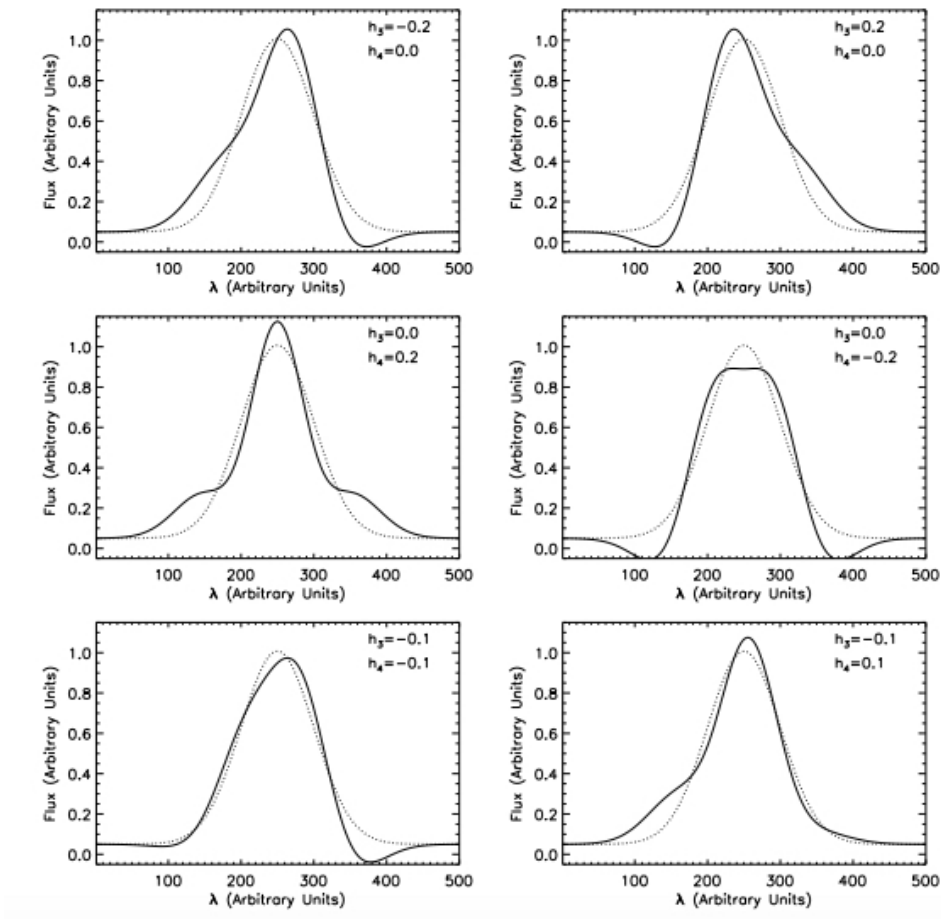 h₃=−0.2
h₄=0.0
Flux (Arbitrary Units)
1.0
0.8
0.6
0.4
0.2
0.0
100 200 300 400 500
λ (Arbitrary Units)
h₃=0.2
h₄=0.0
Flux (Arbitrary Units)
1.0
0.8
0.6
0.4
0.2
0.0
100 200 300 400 500
λ (Arbitrary Units)
h₃=0.0
h₄=0.2
Flux (Arbitrary Units)
1.0
0.8
0.6
0.4
0.2
0.0
100 200 300 400 500
λ (Arbitrary Units)
h₃=0.0
h₄=−0.2
Flux (Arbitrary Units)
1.0
0.8
0.6
0.4
0.2
0.0
100 200 300 400 500
λ (Arbitrary Units)
h₃=−0.1
h₄=−0.1
Flux (Arbitrary Units)
1.0
0.8
0.6
0.4
0.2
0.0
100 200 300 400 500
λ (Arbitrary Units)
h₃=−0.1
h₄=0.1
Flux (Arbitrary Units)
1.0
0.8
0.6
0.4
0.2
0.0
100 200 300 400 500
λ (Arbitrary Units)